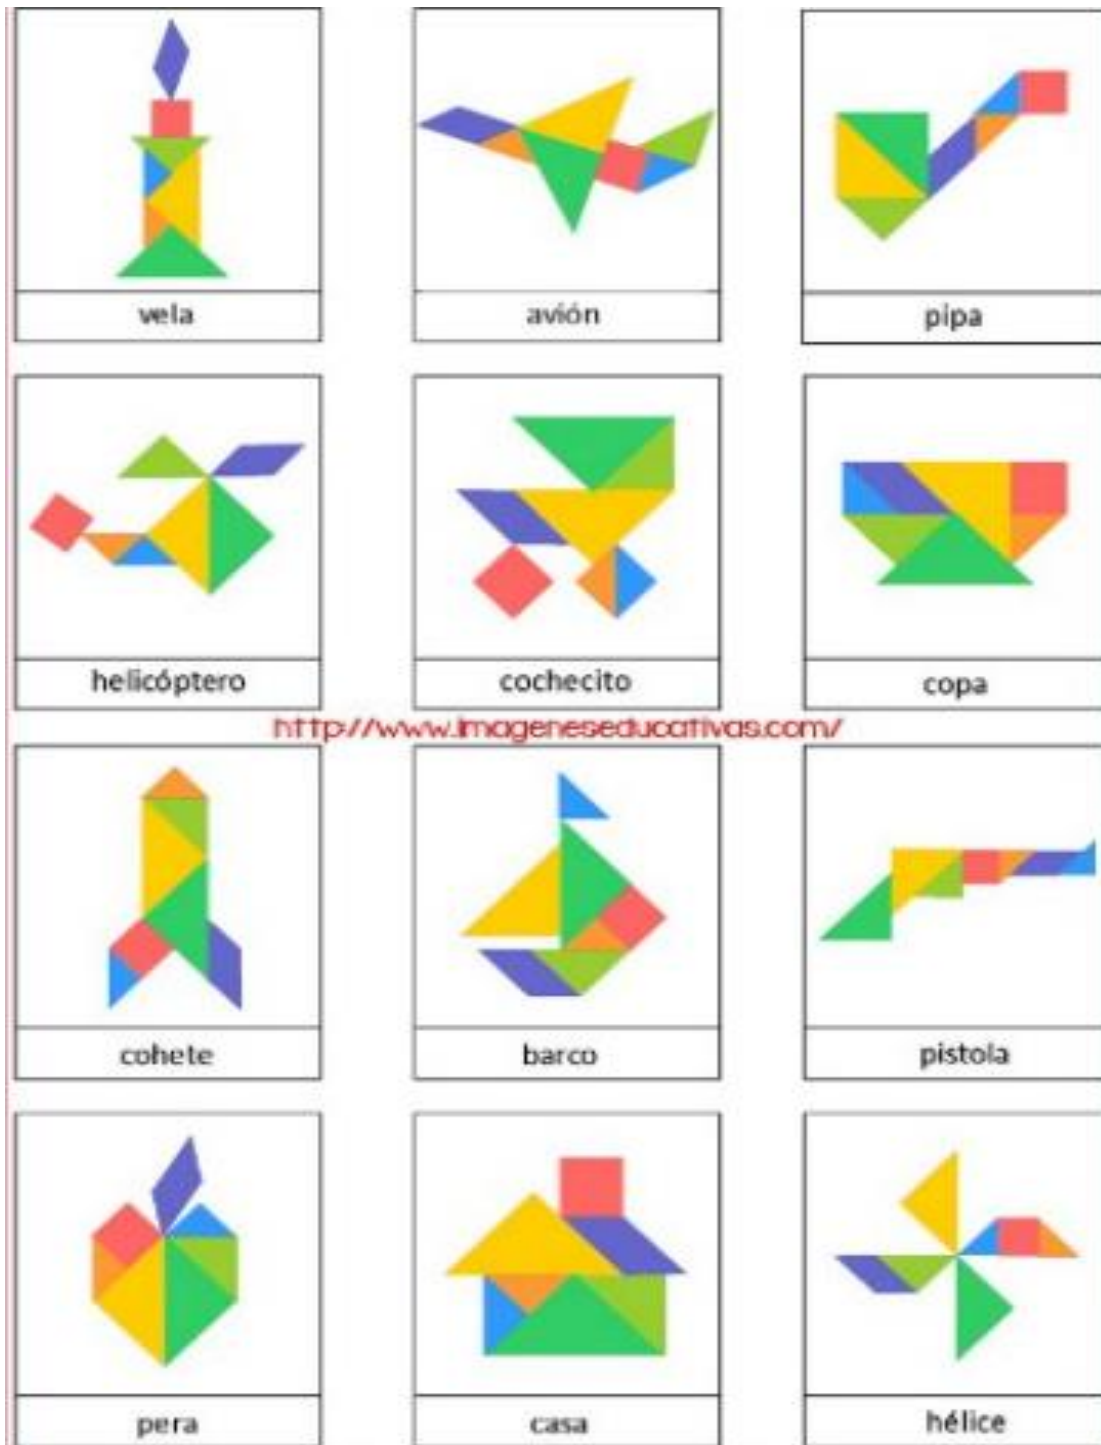 vela
avión
pipa
helicóptero
cochecito
copa
http://www.imageneseducativas.com/
cohete
barco
pistola
pera
casa
hélice